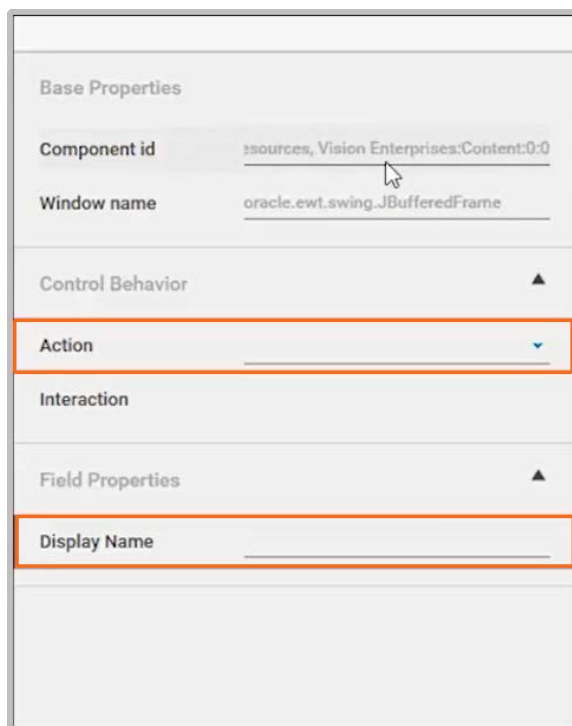 Base Properties
Component id
esources, Vision Enterprises:Content:0:0
Window name
oracle.ewt.swing.JBufferedFrame
Control Behavior
Action
Interaction
Field Properties
Display Name